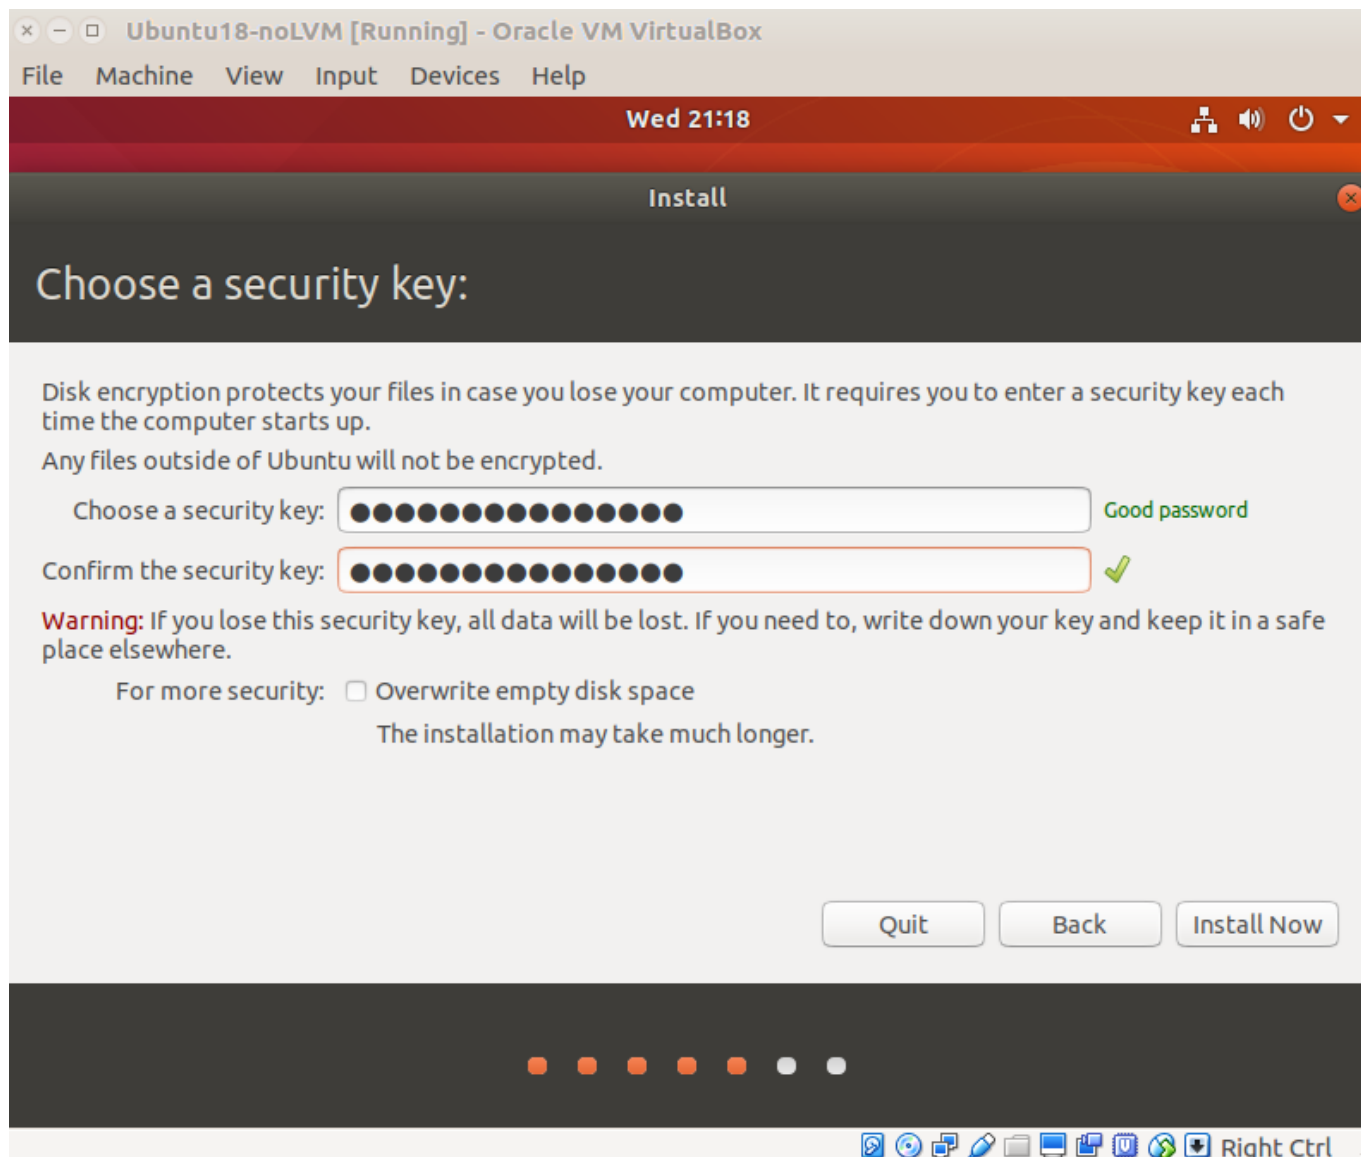 Ubuntu18-noLVM [Running] - Oracle VM VirtualBox
File Machine View Input Devices Help
Wed 21:18
Install
Choose a security key:
Disk encryption protects your files in case you lose your computer. It requires you to enter a security key each
time the computer starts up.
Any files outside of Ubuntu will not be encrypted.
Choose a security key: ●●●●●●●●●●●●●●● Good password
Confirm the security key: ●●●●●●●●●●●●●●●
Warning: If you lose this security key, all data will be lost. If you need to, write down your key and keep it in a safe
place elsewhere.
For more security: Overwrite empty disk space
The installation may take much longer.
Quit Back Install Now
Right Ctrl